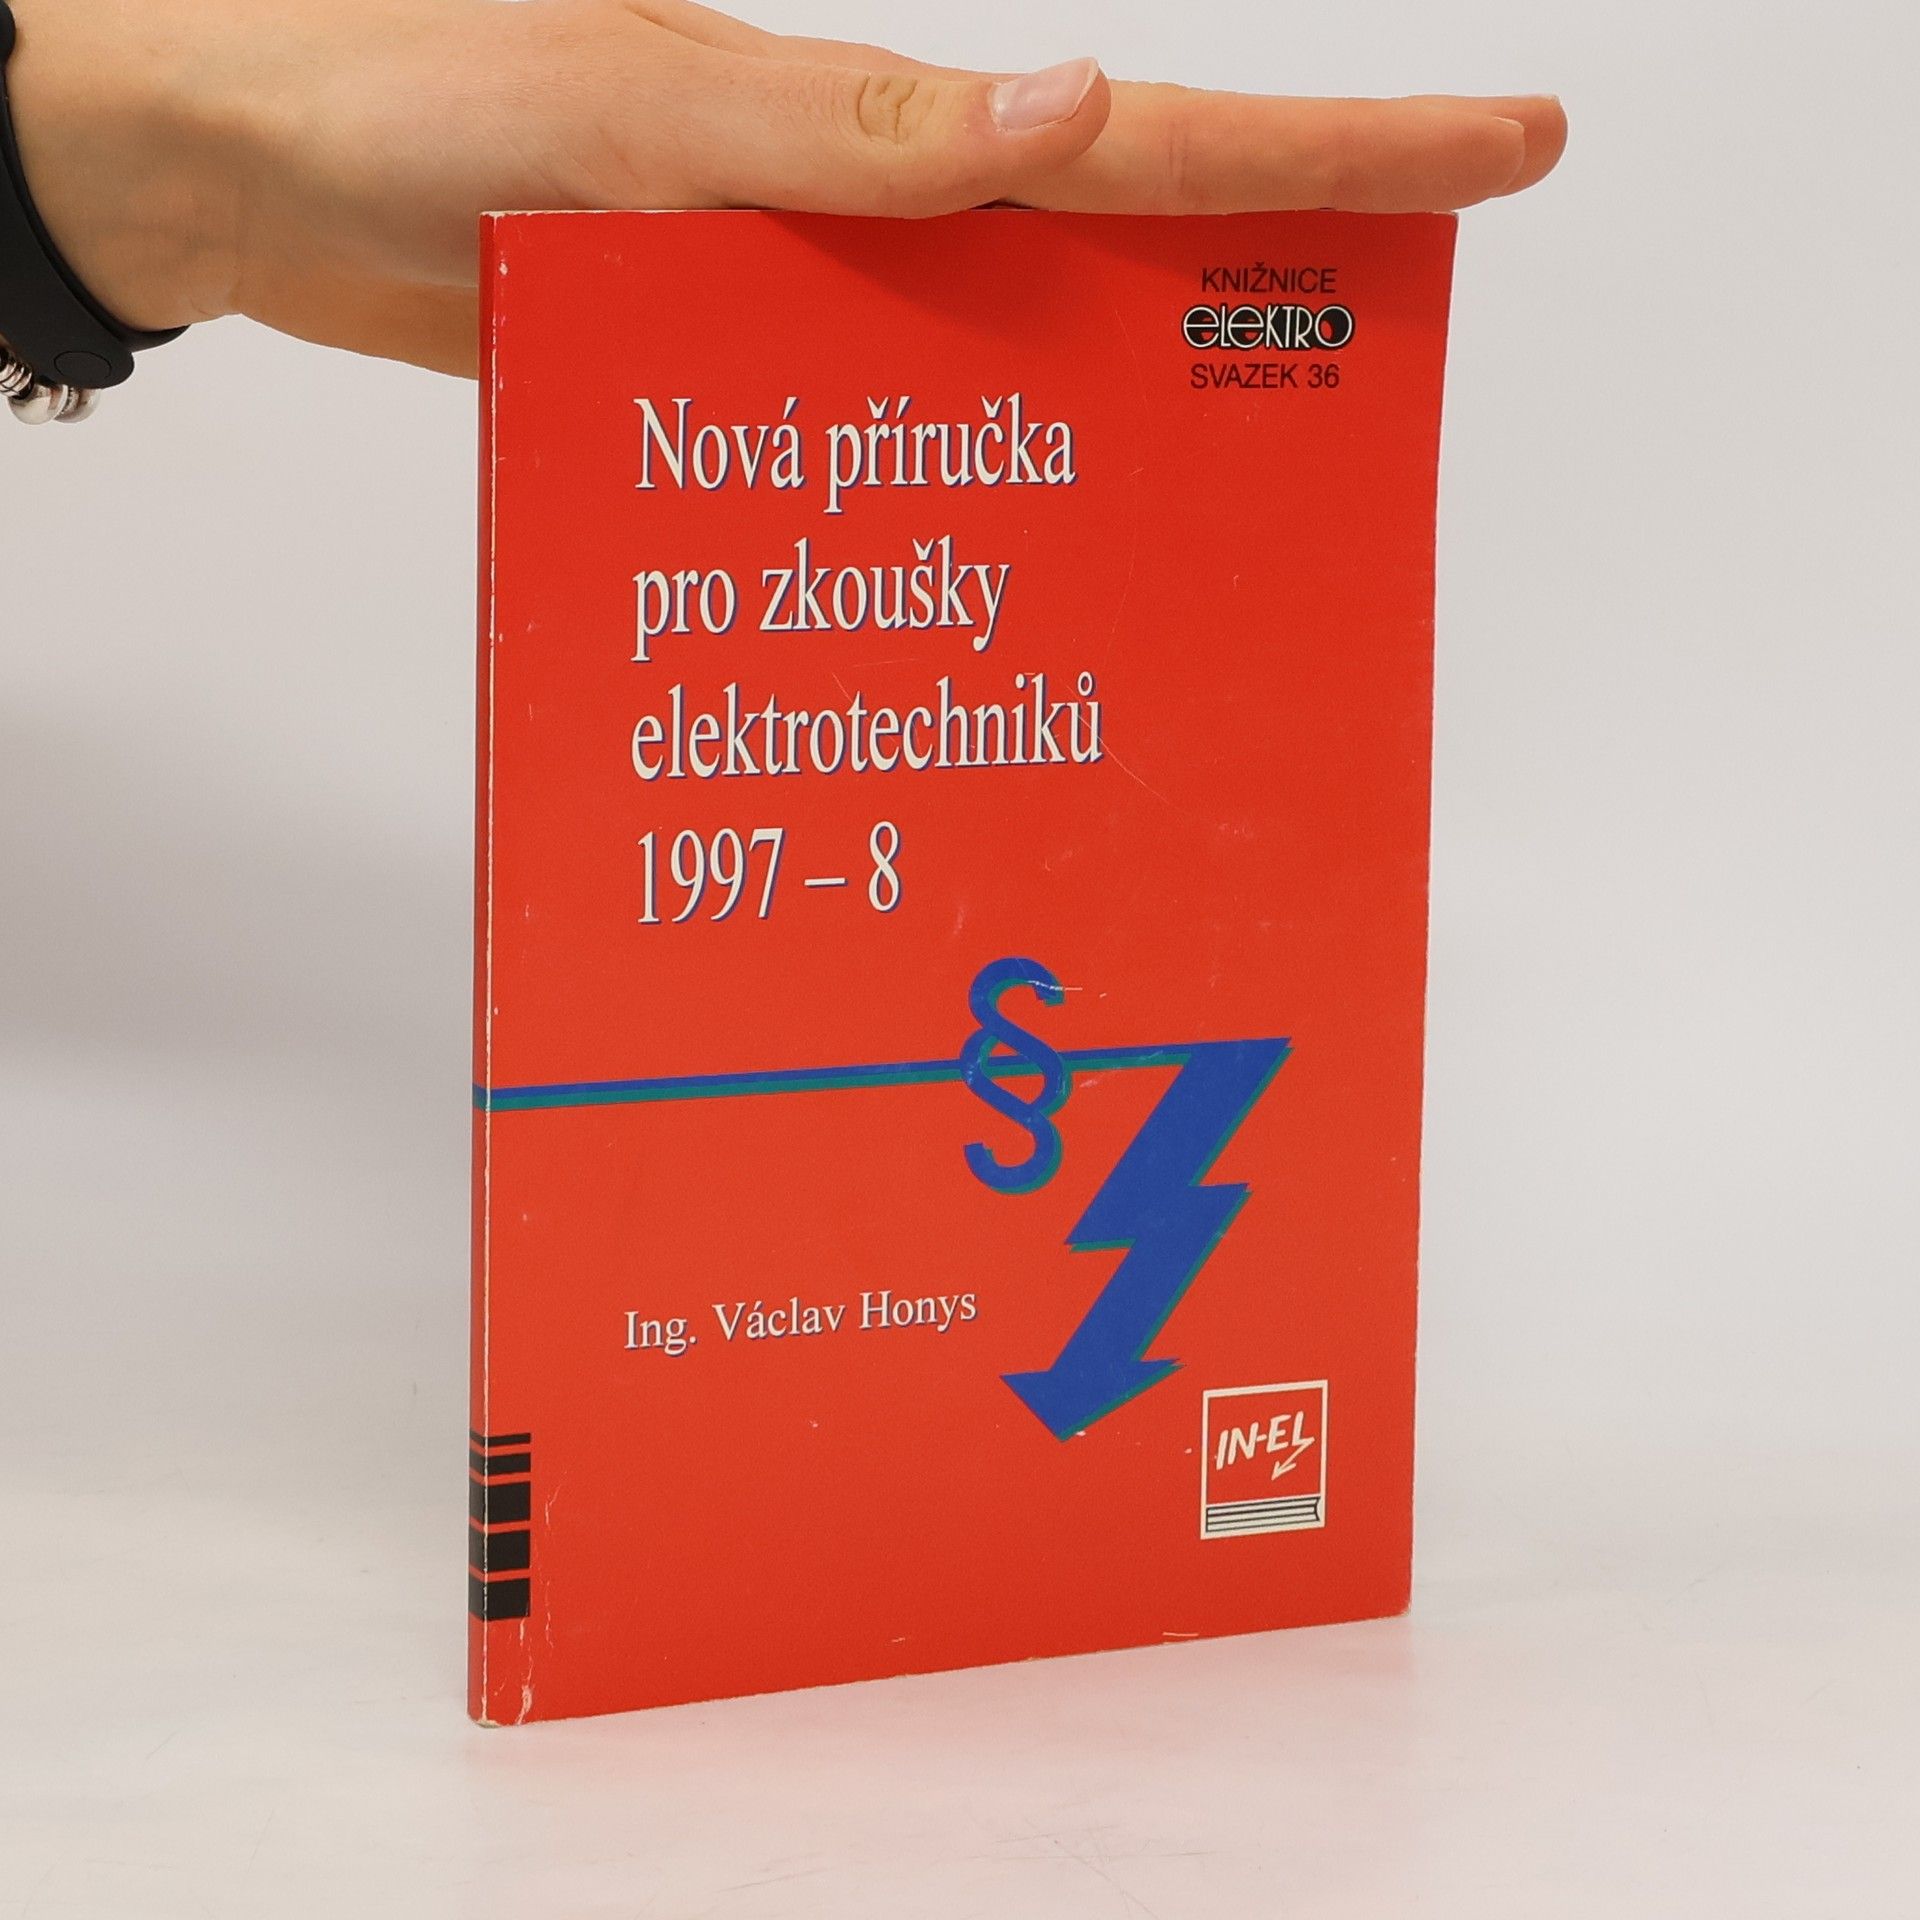 KNIŽNICE
elektro
SVAZEK 36
Nová příručka
pro zkoušky
elektrotechniků
1997 – 8
§
Ing. Václav Honys
IN-EL